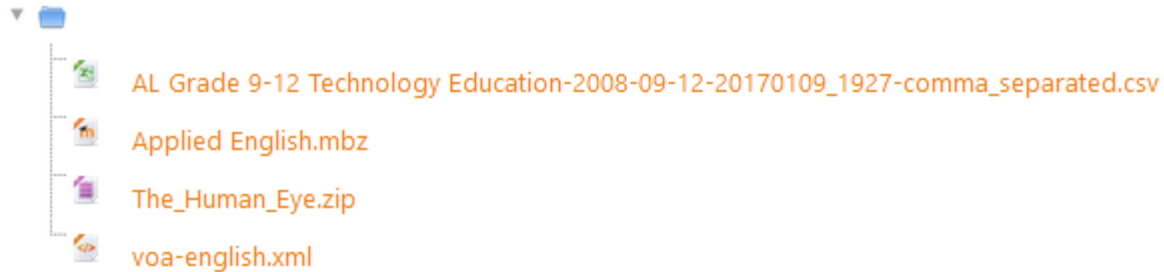 AL Grade 9-12 Technology Education-2008-09-12-20170109_1927-comma_separated.csv
Applied English.mbz
The_Human_Eye.zip
voa-english.xml